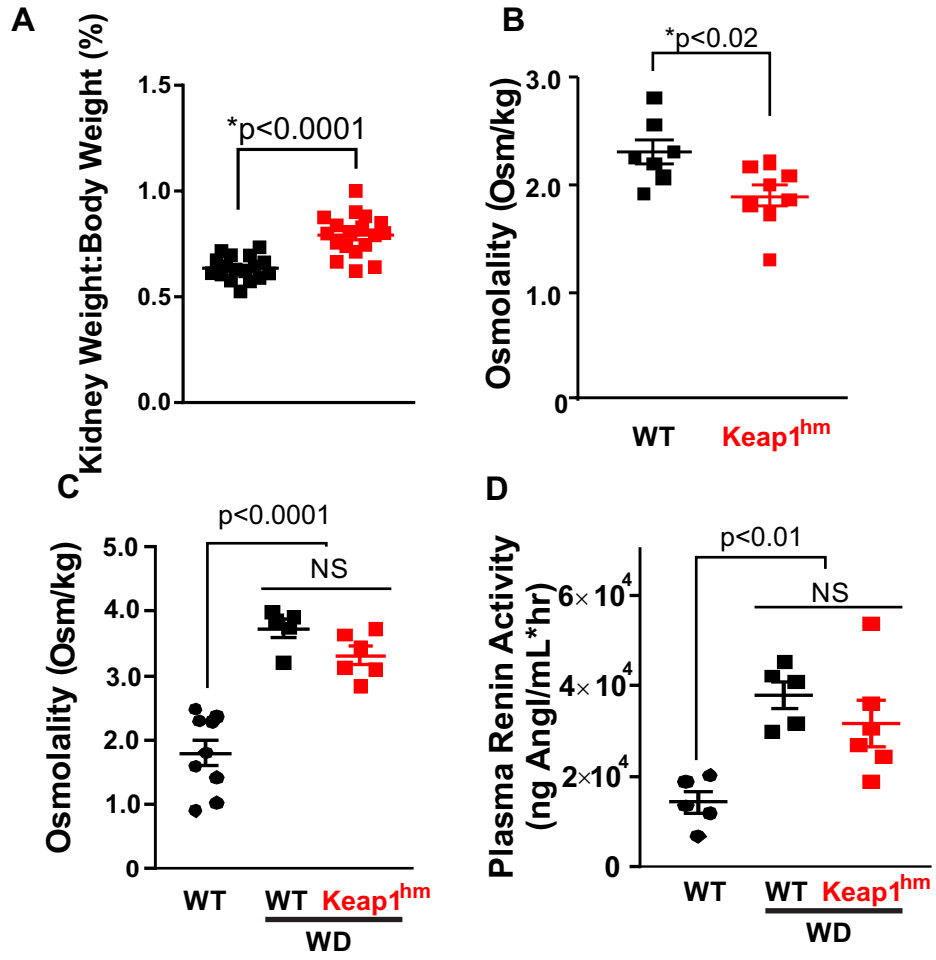 A
Kidney Weight:Body Weight (%)
1.5
1.0
0.5
0.0
*p<0.0001
B
Osmolality (Osm/kg)
3.0
2.0
1.0
0
*p<0.02
WT Keap1hm
C
Osmolality (Osm/kg)
5.0
4.0
3.0
2.0
1.0
0
p<0.0001
NS
WT WT Keap1hm
WD
D
Plasma Renin Activity
(ng AngI/mL*hr)
6×10⁴
4×10⁴
2×10⁴
0
p<0.01
NS
WT WT Keap1hm
WD